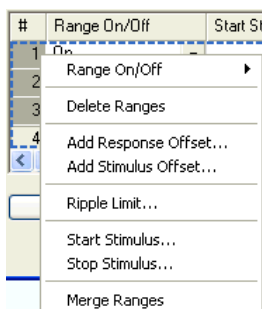 # Range On/Off Start St
1 On
2
3
4
Range On/Off
Delete Ranges
Add Response Offset...
Add Stimulus Offset...
Ripple Limit...
Start Stimulus...
Stop Stimulus...
Merge Ranges